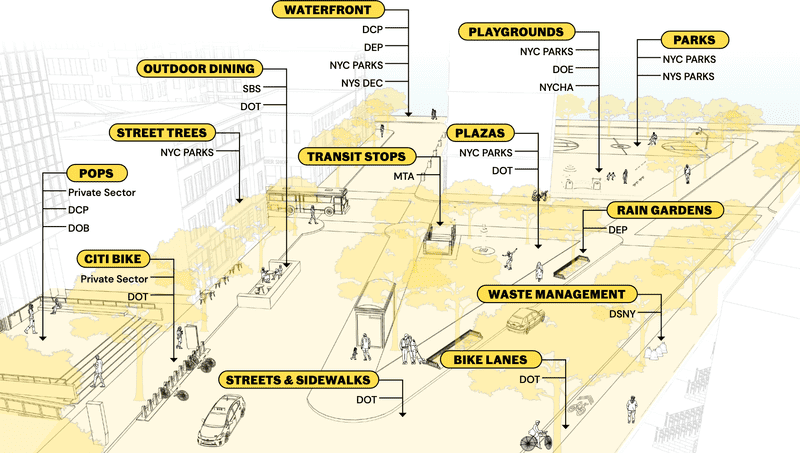 WATERFRONT
DCP
DEP
NYC PARKS
NYS DEC
PLAYGROUNDS
NYC PARKS
DOE
NYCHA
PARKS
NYC PARKS
NYS PARKS
OUTDOOR DINING
SBS
DOT
STREET TREES
NYC PARKS
TRANSIT STOPS
MTA
PLAZAS
NYC PARKS
DOT
POPS
Private Sector
DCP
DOB
RAIN GARDENS
DEP
CITI BIKE
Private Sector
DOT
WASTE MANAGEMENT
DSNY
BIKE LANES
DOT
STREETS & SIDEWALKS
DOT